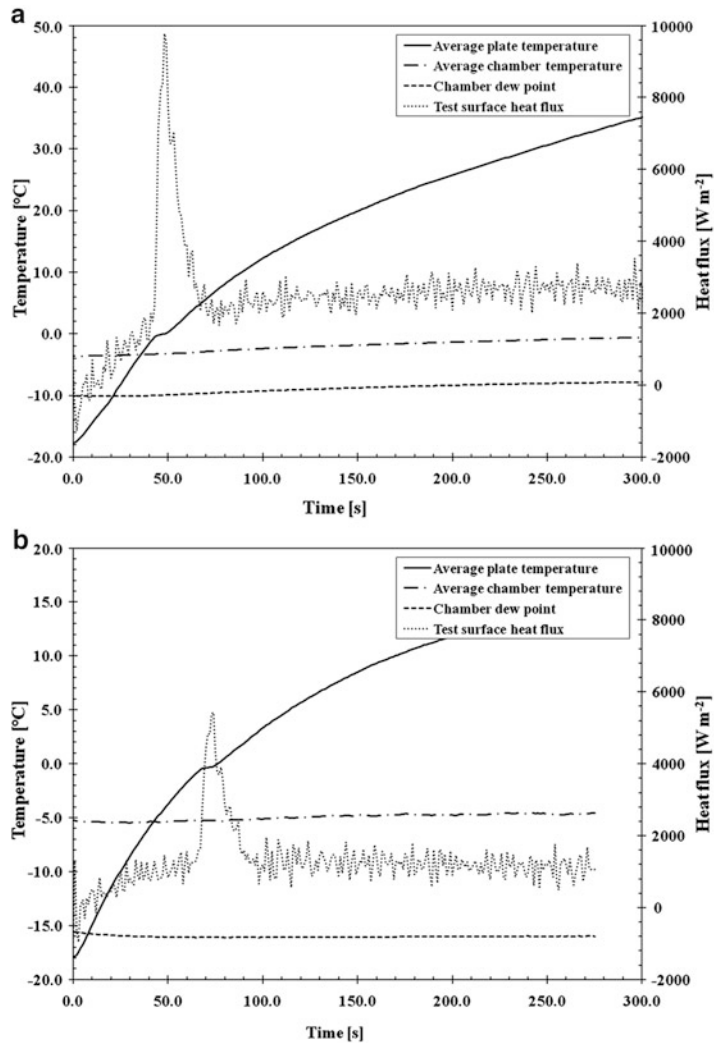 a
50.0
40.0
30.0
20.0
10.0
0.0
-10.0
-20.0
Temperature [°C]
Average plate temperature
Average chamber temperature
Chamber dew point
Test surface heat flux
10000
8000
6000
4000
2000
0
-2000
Heat flux [W m-2]
0.0 50.0 100.0 150.0 200.0 250.0 300.0
Time [s]
b
20.0
15.0
10.0
5.0
0.0
-5.0
-10.0
-15.0
-20.0
Temperature [°C]
Average plate temperature
Average chamber temperature
Chamber dew point
Test surface heat flux
10000
8000
6000
4000
2000
0
-2000
Heat flux [W m-2]
0.0 50.0 100.0 150.0 200.0 250.0 300.0
Time [s]